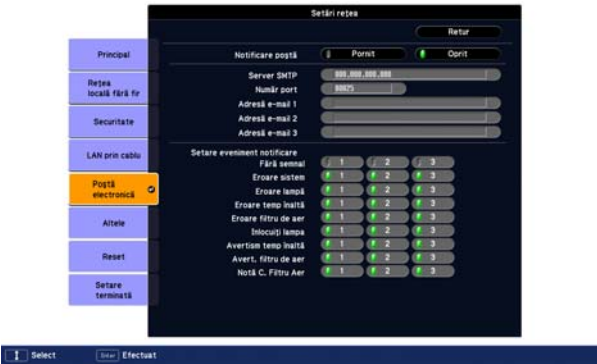 Setări rețea
Retur
Principal
Rețea
locală fără fir
Securitate
LAN prin cablu
Poștă
electronică
Altele
Reset
Setare
terminată
Notificare poștă Pornit Oprit
Server SMTP 000.000.000.000
Număr port 00025
Adresă e-mail 1
Adresă e-mail 2
Adresă e-mail 3
Setare eveniment notificare
Fără semnal 1 2 3
Eroare sistem 1 2 3
Eroare lampă 1 2 3
Eroare temp înaltă 1 2 3
Eroare filtru de aer 1 2 3
Inlocuiți lampa 1 2 3
Avertism temp înaltă 1 2 3
Avert. filtru de aer 1 2 3
Notă C. Filtru Aer 1 2 3
Select Enter Efectuat